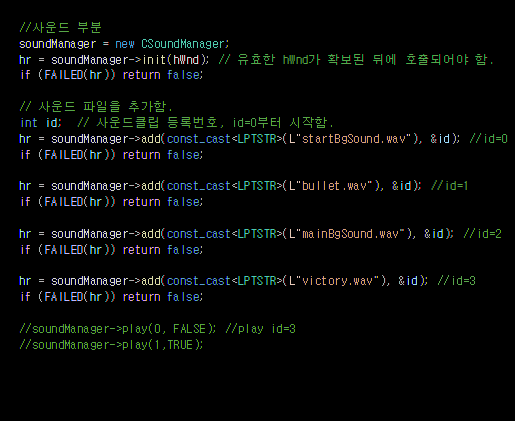 //사운드 부분
soundManager = new CSoundManager;
hr = soundManager->init(hWnd); // 유효한 hWnd가 확보된 뒤에 호출되어야 함.
if (FAILED(hr)) return false;
// 사운드 파일을 추가함.
int id;  // 사운드클립 등록번호, id=0부터 시작함.
hr = soundManager->add(const_cast<LPTSTR>(L"startBgSound.wav"), &id); //id=0
if (FAILED(hr)) return false;
hr = soundManager->add(const_cast<LPTSTR>(L"bullet.wav"), &id); //id=1
if (FAILED(hr)) return false;
hr = soundManager->add(const_cast<LPTSTR>(L"mainBgSound.wav"), &id); //id=2
if (FAILED(hr)) return false;
hr = soundManager->add(const_cast<LPTSTR>(L"victory.wav"), &id); //id=3
if (FAILED(hr)) return false;
//soundManager->play(0, FALSE); //play id=3
//soundManager->play(1,TRUE);